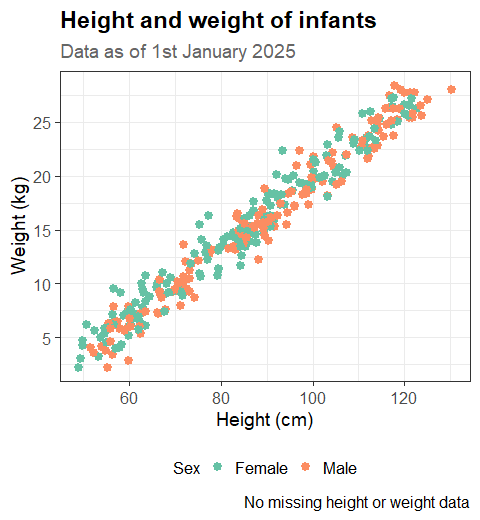 Height and weight of infants
Data as of 1st January 2025
Weight (kg)
25
20
15
10
5
60 80 100 120
Height (cm)
Sex Female Male
No missing height or weight data